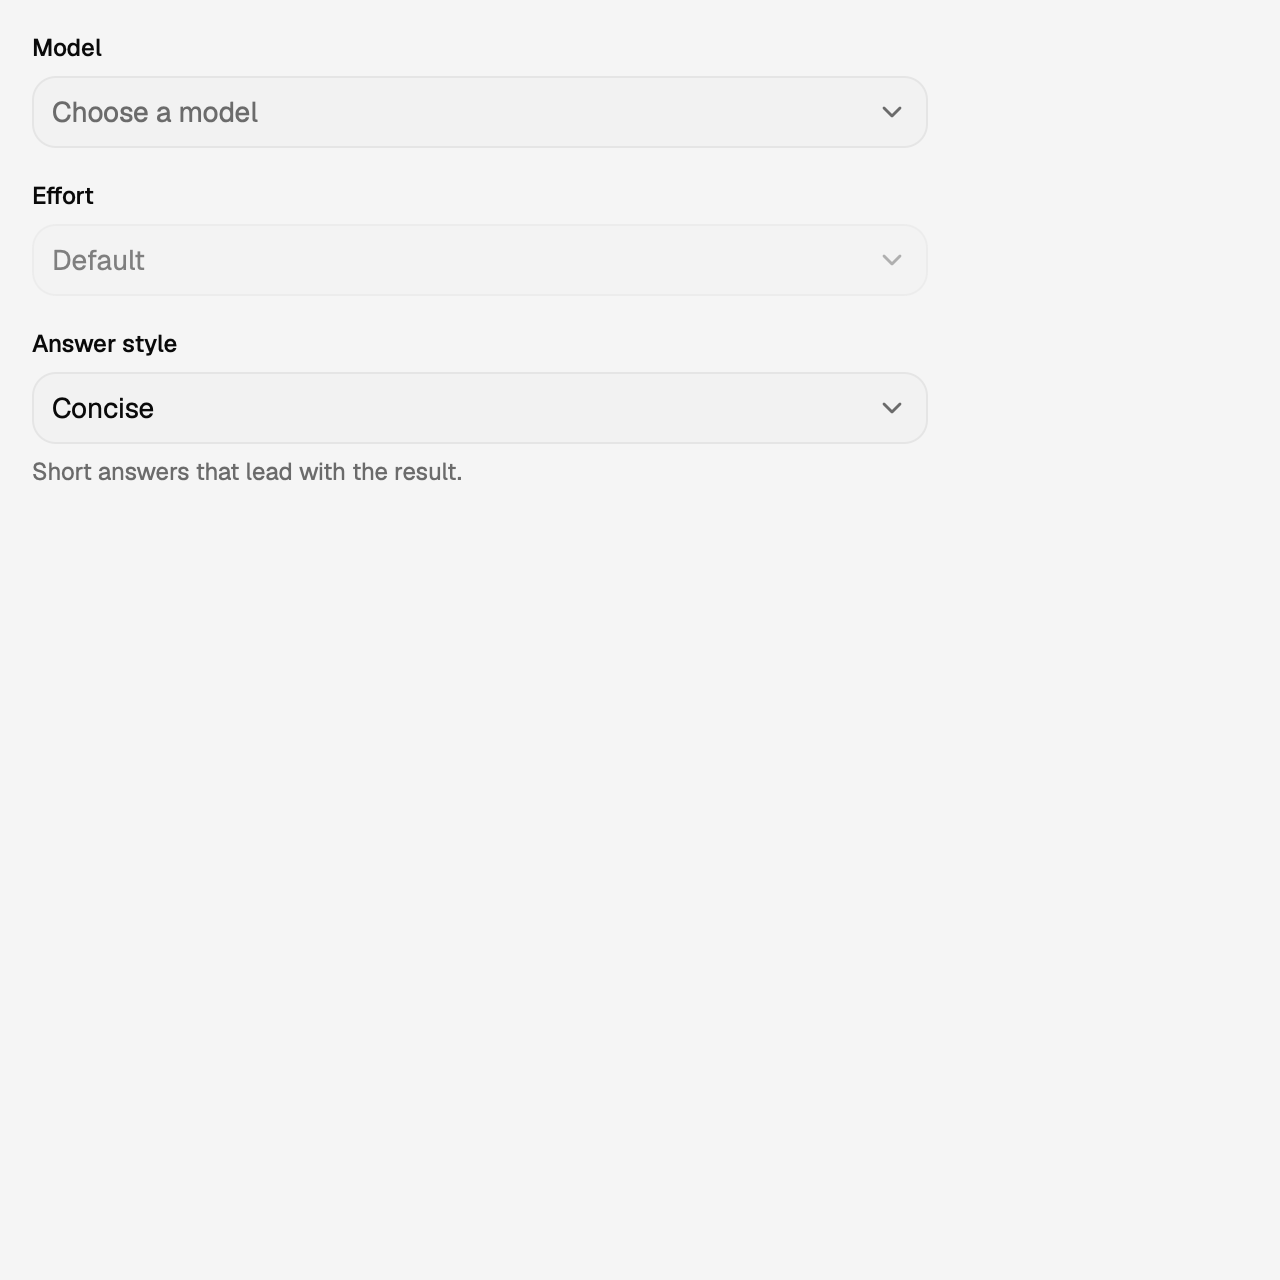 Model
Choose a model
Effort
Default
Answer style
Concise
Short answers that lead with the result.